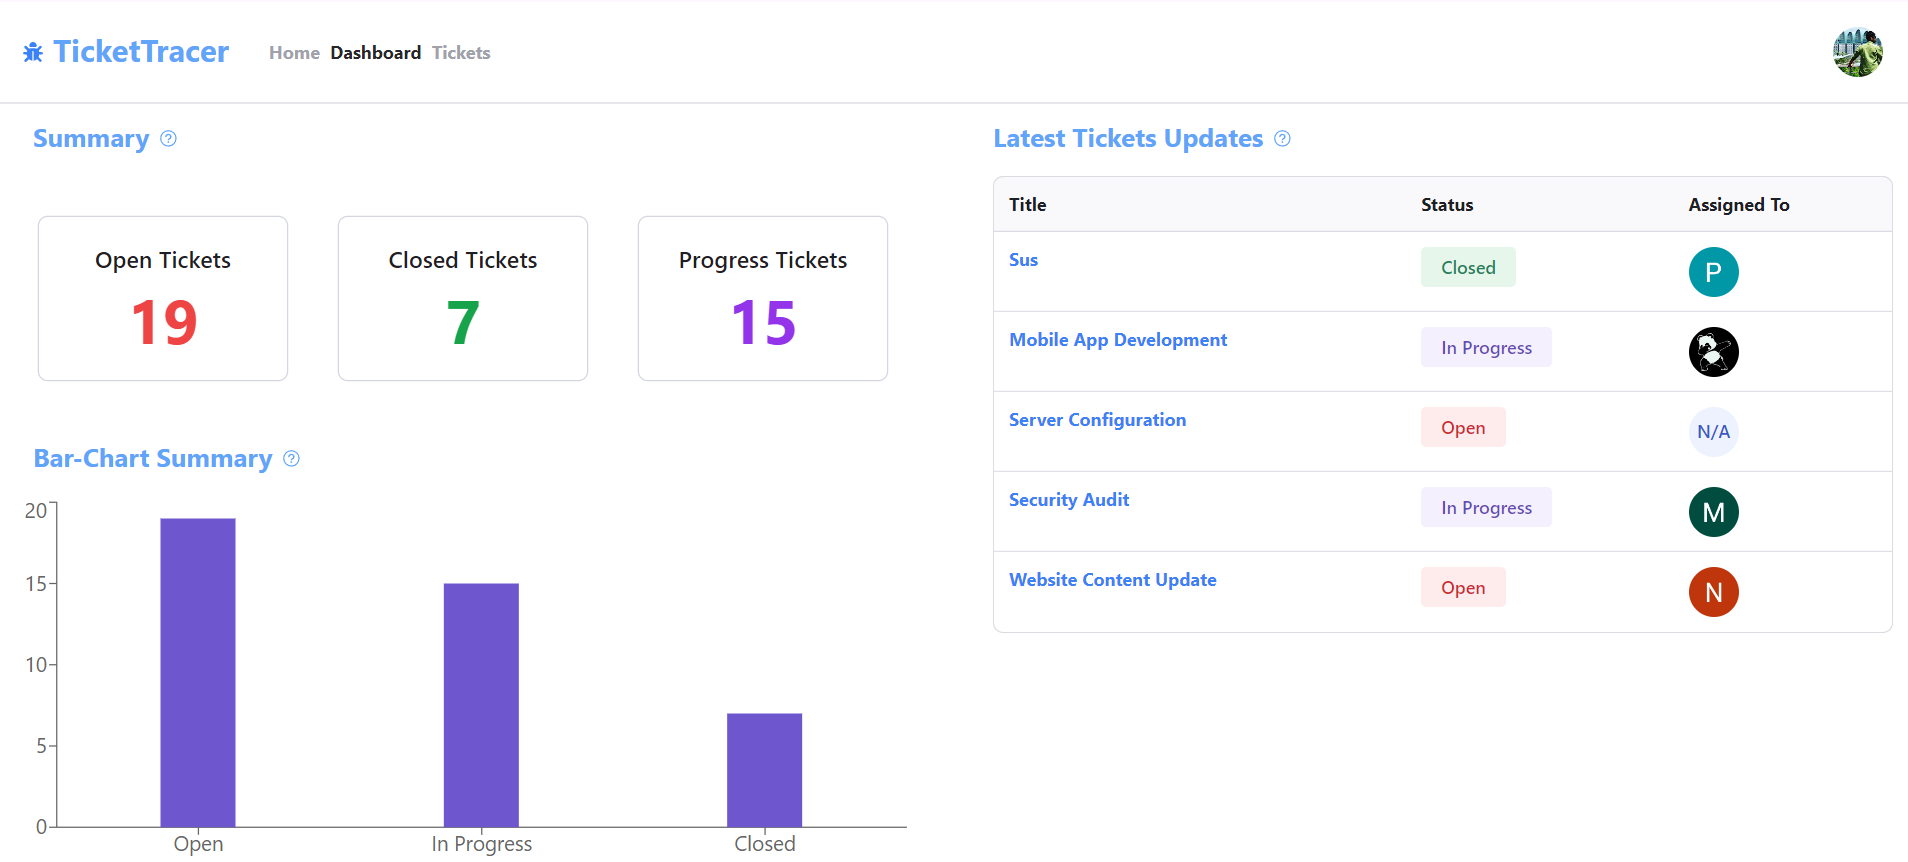 TicketTracer Home Dashboard Tickets
Summary
Open Tickets
19
Closed Tickets
7
Progress Tickets
15
Bar-Chart Summary
20
15
10
5
0
Open In Progress Closed
Latest Tickets Updates
Title Status Assigned To
Sus Closed P
Mobile App Development In Progress
Server Configuration Open N/A
Security Audit In Progress M
Website Content Update Open N